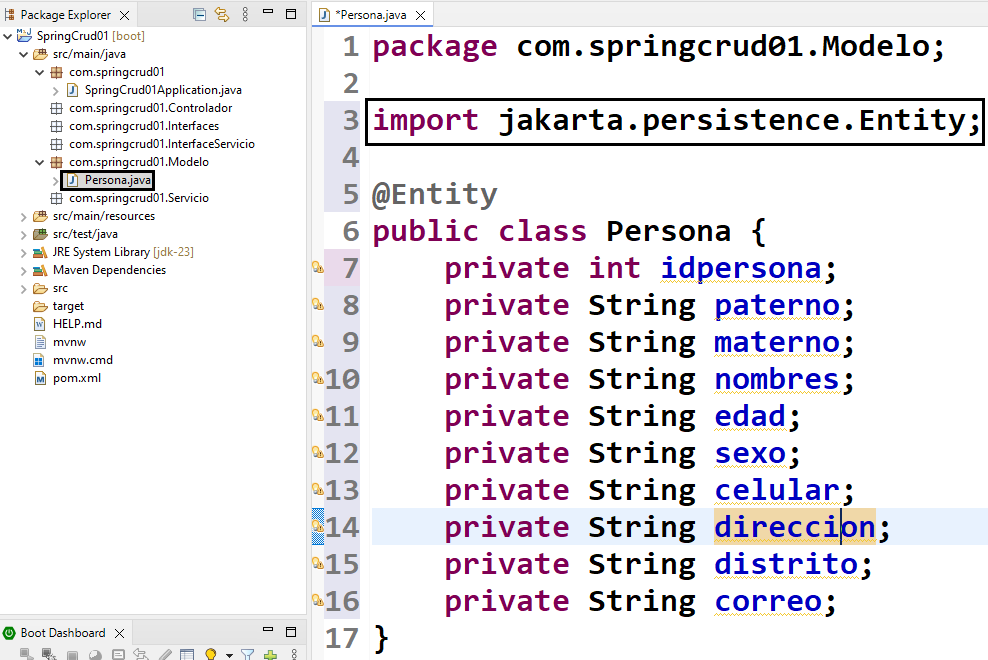 Package Explorer
SpringCrud01 [boot]
src/main/java
com.springcrud01
SpringCrud01Application.java
com.springcrud01.Controlador
com.springcrud01.Interfaces
com.springcrud01.InterfaceServicio
com.springcrud01.Modelo
Persona.java
com.springcrud01.Servicio
src/main/resources
src/test/java
JRE System Library [jdk-23]
Maven Dependencies
src
target
HELP.md
mvnw
mvnw.cmd
pom.xml
Boot Dashboard
*Persona.java
1 package com.springcrud01.Modelo;
2
3 import jakarta.persistence.Entity;
4
5 @Entity
6 public class Persona {
7 private int idpersona;
8 private String paterno;
9 private String materno;
10 private String nombres;
11 private String edad;
12 private String sexo;
13 private String celular;
14 private String direccion;
15 private String distrito;
16 private String correo;
17 }